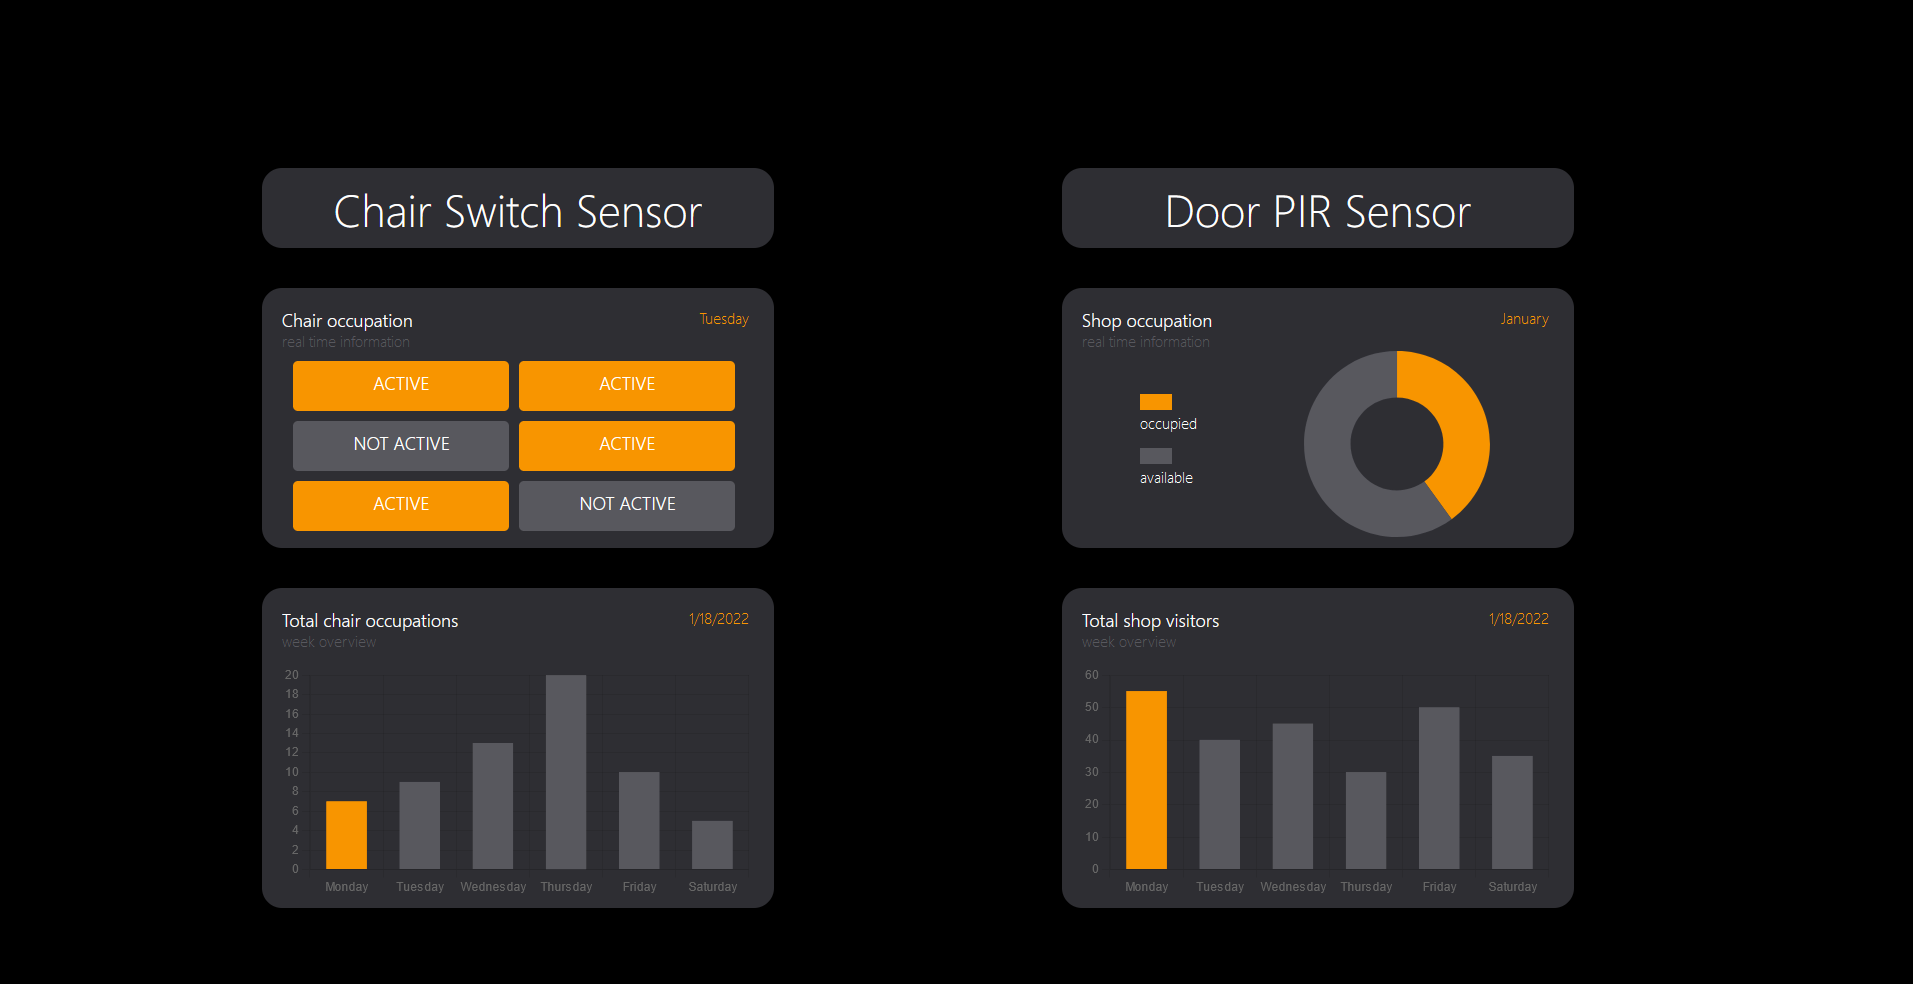 Chair Switch Sensor
Chair occupation
Tuesday
real time information
ACTIVE
ACTIVE
NOT ACTIVE
ACTIVE
ACTIVE
NOT ACTIVE
Total chair occupations
1/18/2022
week overview
20
18
16
14
12
10
8
6
4
2
0
Monday Tuesday Wednesday Thursday Friday Saturday
Door PIR Sensor
Shop occupation
January
real time information
occupied
available
Total shop visitors
1/18/2022
week overview
60
50
40
30
20
10
0
Monday Tuesday Wednesday Thursday Friday Saturday